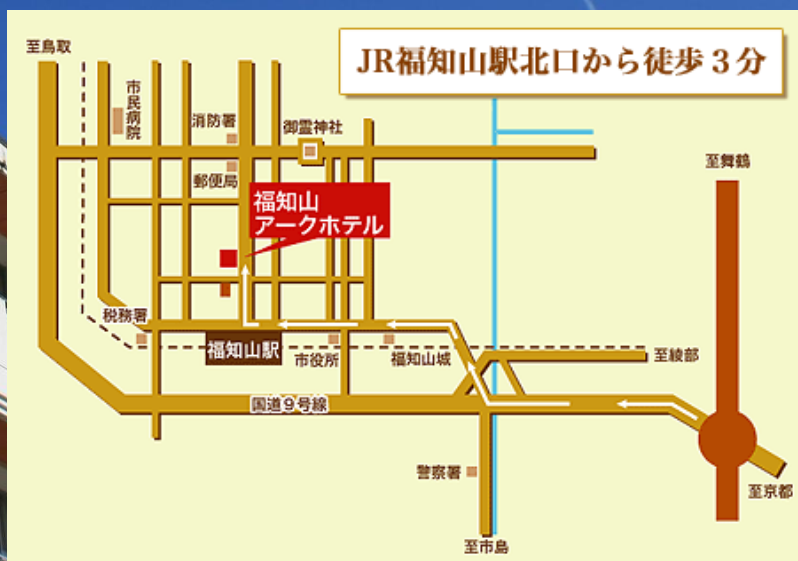 JR福知山駅北口から徒歩３分
至鳥取
市民病院
消防署
御霊神社
郵便局
至舞鶴
福知山
アークホテル
税務署
福知山駅
市役所
福知山城
至綾部
国道９号線
警察署
至京都
至市島